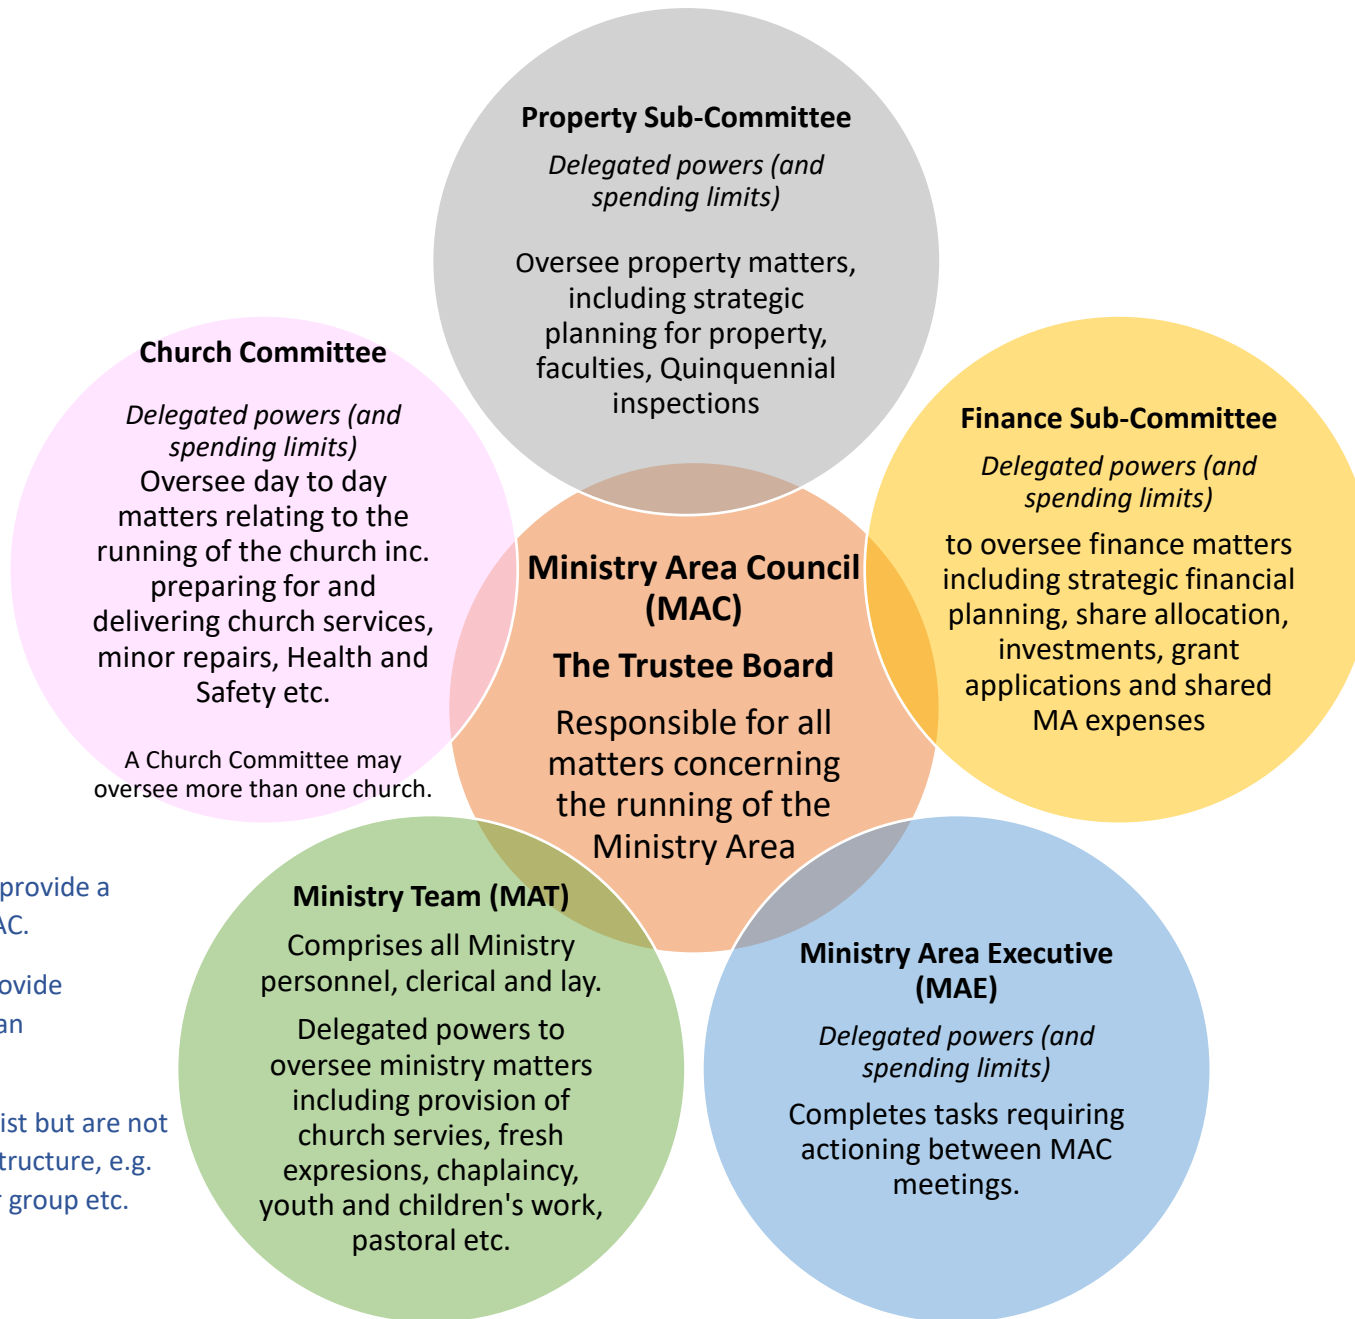 Property Sub-Committee
Delegated powers (and
spending limits)
Oversee property matters,
including strategic
planning for property,
faculties, Quinquennial
inspections
Church Committee
Delegated powers (and
spending limits)
Oversee day to day
matters relating to the
running of the church inc.
preparing for and
delivering church services,
minor repairs, Health and
Safety etc.
A Church Committee may
oversee more than one church.
Finance Sub-Committee
Delegated powers (and
spending limits)
to oversee finance matters
including strategic financial
planning, share allocation,
investments, grant
applications and shared
MA expenses
Ministry Area Council
(MAC)
The Trustee Board
Responsible for all
matters concerning
the running of the
Ministry Area
provide a
AC.
ovide
an
ist but are not
tructure, e.g.
r group etc.
Ministry Team (MAT)
Comprises all Ministry
personnel, clerical and lay.
Delegated powers to
oversee ministry matters
including provision of
church servies, fresh
expresions, chaplaincy,
youth and children's work,
pastoral etc.
Ministry Area Executive
(MAE)
Delegated powers (and
spending limits)
Completes tasks requiring
actioning between MAC
meetings.